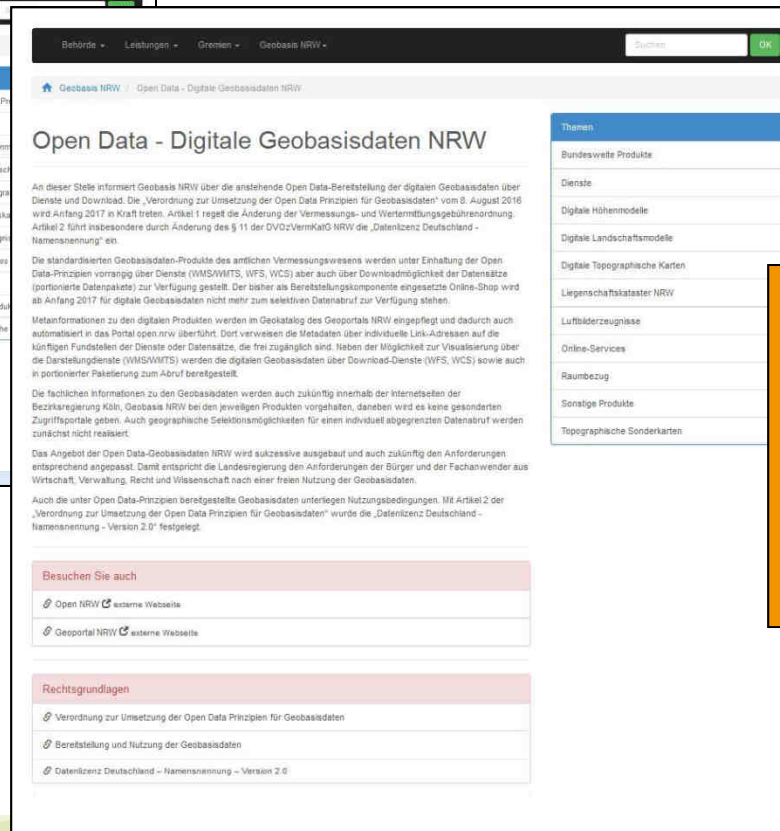 Behörde Leistungen Gremien Geobasis NRW Suchen OK
Geobasis NRW / Open Data - Digitale Geobasisdaten NRW
Open Data - Digitale Geobasisdaten NRW
An dieser Stelle informiert Geobasis NRW über die anstehende Open Data-Bereitstellung der digitalen Geobasisdaten über
Dienste und Download. Die „Verordnung zur Umsetzung der Open Data Prinzipien für Geobasisdaten“ vom 8. August 2016
wird Anfang 2017 in Kraft treten. Artikel 1 regelt die Änderung der Vermessungs- und Wertermittlungsgebührenordnung.
Artikel 2 führt insbesondere durch Änderung des § 11 der DVOzVermKatG NRW die „Datenlizenz Deutschland -
Namensnennung“ ein.
Die standardisierten Geobasisdaten-Produkte des amtlichen Vermessungswesens werden unter Einhaltung der Open
Data-Prinzipien vorrangig über Dienste (WMS/WMTS, WFS, WCS) aber auch über Downloadmöglichkeit der Datensätze
(portionierte Datenpakete) zur Verfügung gestellt. Der bisher als Bereitstellungskomponente eingesetzte Online-Shop wird
ab Anfang 2017 für digitale Geobasisdaten nicht mehr zum selektiven Datenabruf zur Verfügung stehen.
Metainformationen zu den digitalen Produkten werden im Geokatalog des Geoportals NRW eingepflegt und dadurch auch
automatisiert in das Portal open.nrw überführt. Dort verweisen die Metadaten über individuelle Link-Adressen auf die
künftigen Fundstellen der Dienste oder Datensätze, die frei zugänglich sind. Neben der Möglichkeit zur Visualisierung über
die Darstellungdienste (WMS/WMTS) werden die digitalen Geobasisdaten über Download-Dienste (WFS, WCS) sowie auch
in portionierter Paketierung zum Abruf bereitgestellt.
Die fachlichen Informationen zu den Geobasisdaten werden auch zukünftig innerhalb der Internetseiten der
Bezirksregierung Köln, Geobasis NRW bei den jeweiligen Produkten vorgehalten, daneben wird es keine gesonderten
Zugriffsportale geben. Auch geographische Selektionsmöglichkeiten für einen individuell abgegrenzten Datenabruf werden
zunächst nicht realisiert.
Das Angebot der Open Data-Geobasisdaten NRW wird sukzessive ausgebaut und auch zukünftig den Anforderungen
entsprechend angepasst. Damit entspricht die Landesregierung den Anforderungen der Bürger und der Fachanwender aus
Wirtschaft, Verwaltung, Recht und Wissenschaft nach einer freien Nutzung der Geobasisdaten.
Auch die unter Open Data-Prinzipien bereitgestellte Geobasisdaten unterliegen Nutzungsbedingungen. Mit Artikel 2 der
„Verordnung zur Umsetzung der Open Data Prinzipien für Geobasisdaten“ wurde die „Datenlizenz Deutschland -
Namensnennung - Version 2.0“ festgelegt.
Besuchen Sie auch
Open NRW externe Webseite
Geoportal NRW externe Webseite
Rechtsgrundlagen
Verordnung zur Umsetzung der Open Data Prinzipien für Geobasisdaten
Bereitstellung und Nutzung der Geobasisdaten
Datenlizenz Deutschland – Namensnennung – Version 2.0
Themen
Bundesweite Produkte
Dienste
Digitale Höhenmodelle
Digitale Landschaftsmodelle
Digitale Topographische Karten
Liegenschaftskataster NRW
Luftbilderzeugnisse
Online-Services
Raumbezug
Sonstige Produkte
Topographische Sonderkarten